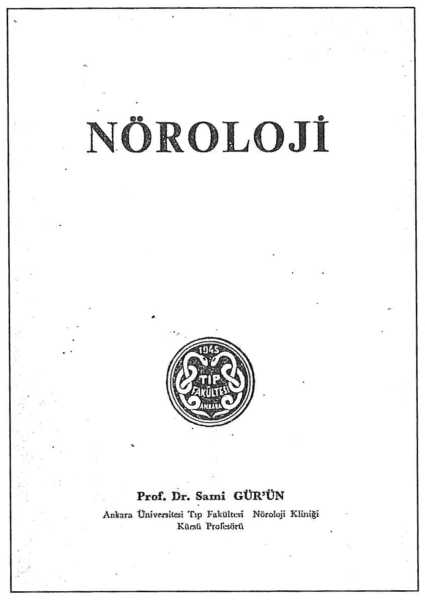 NÖROLOJİ
1945
TIP
FAKÜLTESİ
ANKARA
Prof. Dr. Sami GÜR'ÜN
Ankara Üniversitesi Tıp Fakültesi Nöroloji Kliniği
Kürsü Profesörü